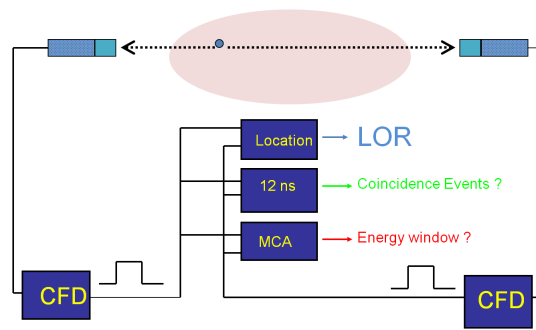 Location
LOR
12 ns
Coincidence Events ?
MCA
Energy window ?
CFD
CFD